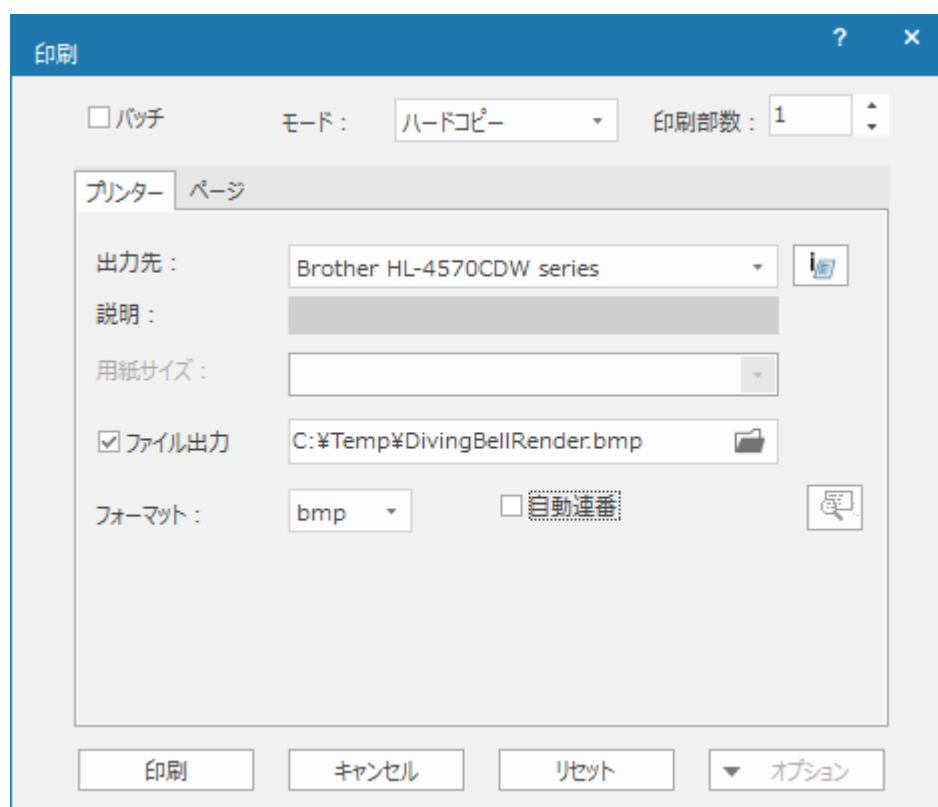 印刷 ? ×
バッチ モード : ハードコピー 印刷部数 : 1
プリンター ページ
出力先 : Brother HL-4570CDW series
説明 :
用紙サイズ :
ファイル出力 C:¥Temp¥DivingBellRender.bmp
フォーマット : bmp 自動連番
印刷 キャンセル リセット オプション